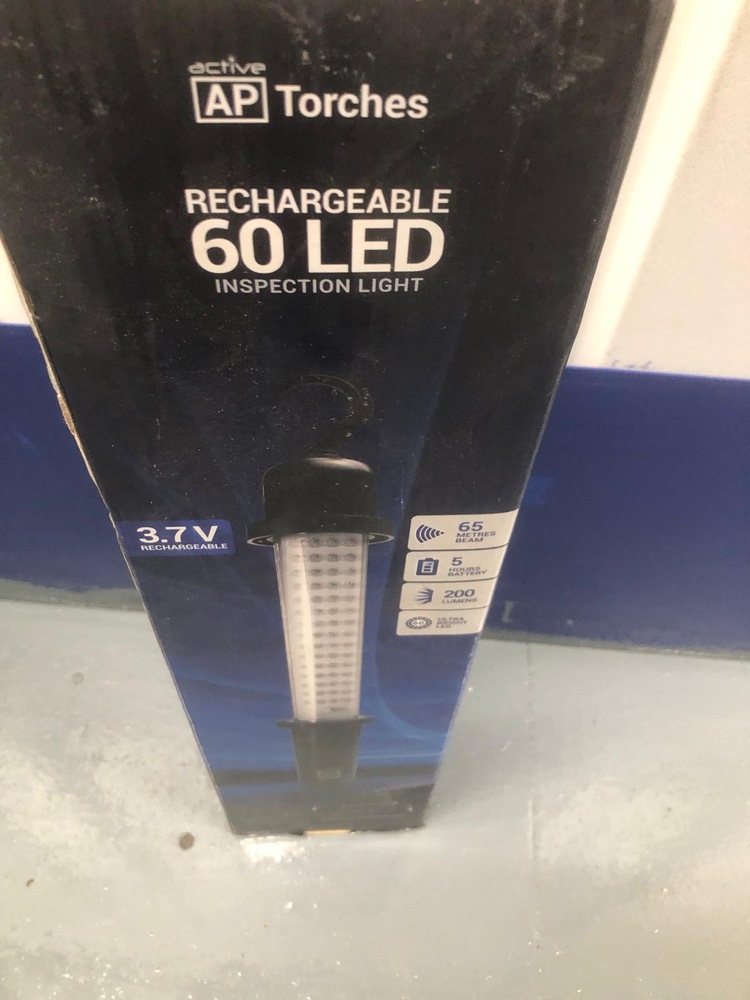 active
AP Torches
RECHARGEABLE
60 LED
INSPECTION LIGHT
3.7 V
RECHARGEABLE
65
METRES
BEAM
5
HOURS
BATTERY
200
LUMENS
60
ULTRA
BRIGHT
LED